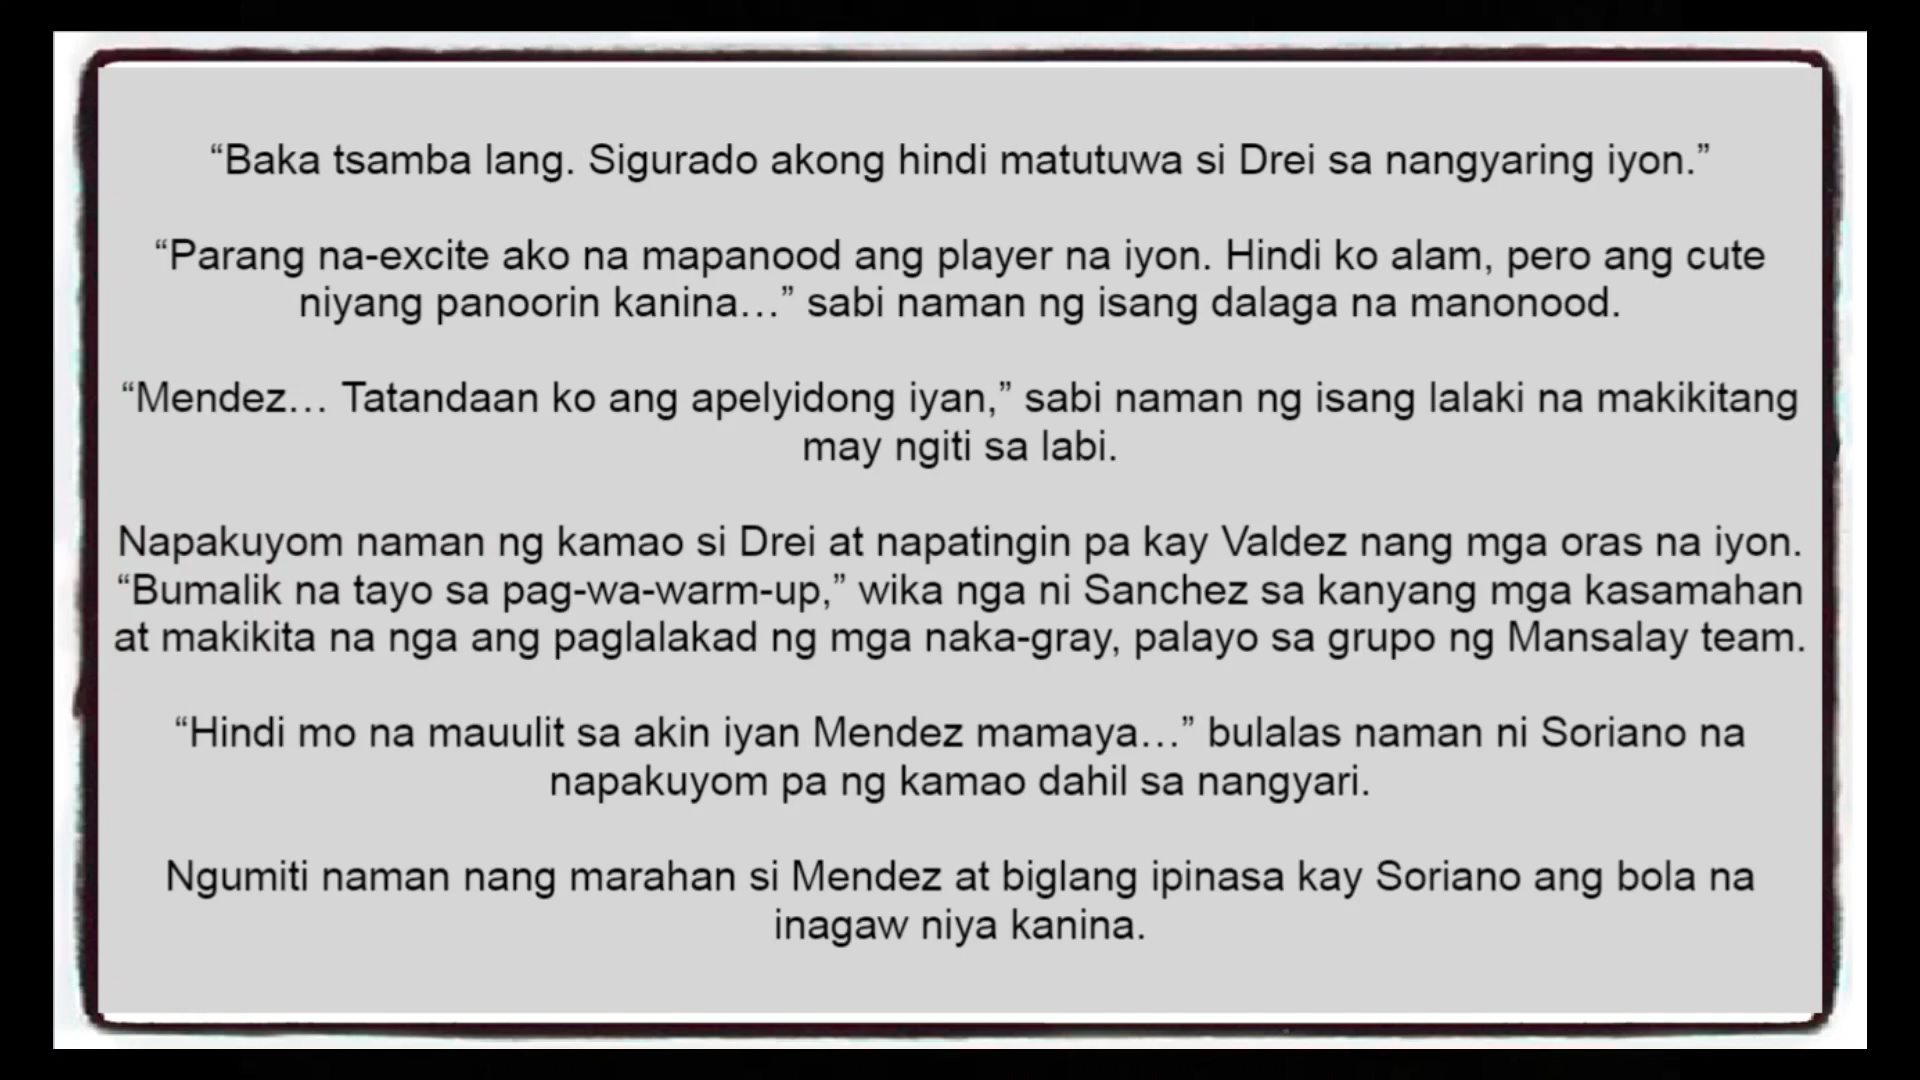 “Baka tsamba lang. Sigurado akong hindi matutuwa si Drei sa nangyaring iyon.”
“Parang na-excite ako na mapanood ang player na iyon. Hindi ko alam, pero ang cute
niyang panoorin kanina…” sabi naman ng isang dalaga na manonood.
“Mendez… Tatandaan ko ang apelyidong iyan,” sabi naman ng isang lalaki na makikitang
may ngiti sa labi.
Napakuyom naman ng kamao si Drei at napatingin pa kay Valdez nang mga oras na iyon.
“Bumalik na tayo sa pag-wa-warm-up,” wika nga ni Sanchez sa kanyang mga kasamahan
at makikita na nga ang paglalakad ng mga naka-gray, palayo sa grupo ng Mansalay team.
“Hindi mo na mauulit sa akin iyan Mendez mamaya…” bulalas naman ni Soriano na
napakuyom pa ng kamao dahil sa nangyari.
Ngumiti naman nang marahan si Mendez at biglang ipinasa kay Soriano ang bola na
inagaw niya kanina.